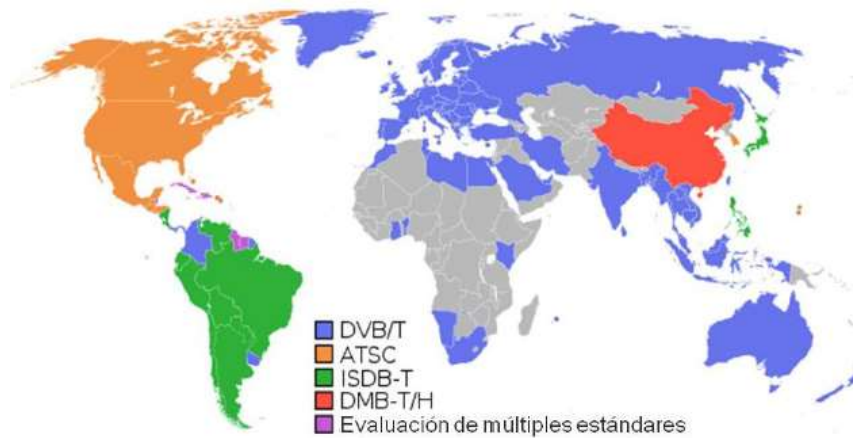 DVB/T
ATSC
ISDB-T
DMB-T/H
Evaluación de múltiples estándares